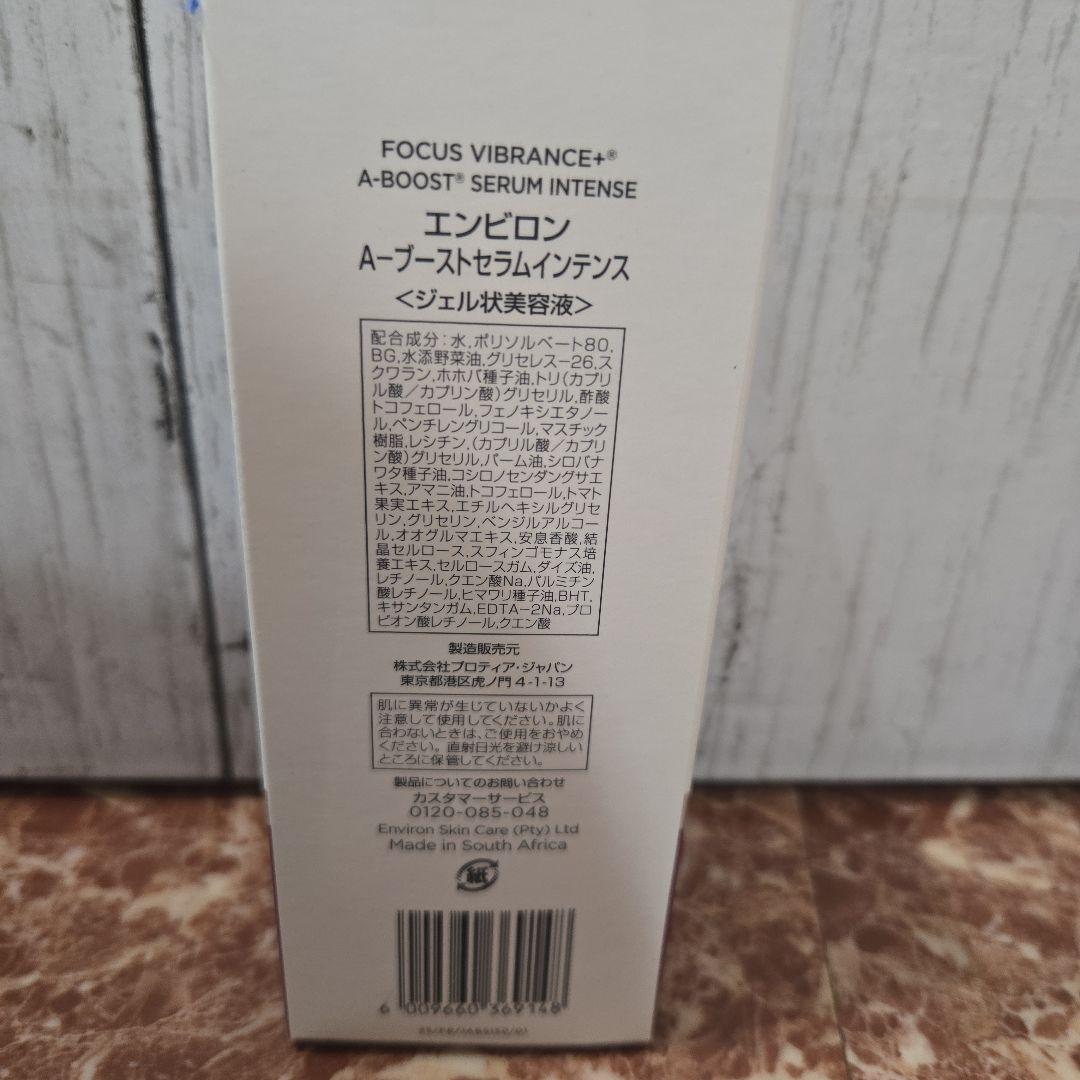 FOCUS VIBRANCE+®
A-BOOST® SERUM INTENSE
エンビロン
A-ブーストセラムインテンス
<ジェル状美容液>
配合成分:水,ポリソルベート80,
BG,水添野菜油,グリセレス-26,ス
クワラン,ホホバ種子油,トリ(カプリ
ル酸/カプリン酸)グリセリル,酢酸
トコフェロール,フェノキシエタノー
ル,ペンチレングリコール,マスチック
樹脂,レシチン,(カプリル酸/カプリ
ン酸)グリセリル,パーム油,シロバナ
ワタ種子油,コシロノセンダングサエ
キス,アマニ油,トコフェロール,トマト
果実エキス,エチルヘキシルグリセ
リン,グリセリン,ベンジルアルコー
ル,オオグルマエキス,安息香酸,結
晶セルロース,スフィンゴモナス培
養エキス,セルロースガム,ダイズ油,
レチノール,クエン酸Na,パルミチン
酸レチノール,ヒマワリ種子油,BHT,
キサンタンガム,EDTA-2Na,プロ
ピオン酸レチノール,クエン酸
製造販売元
株式会社プロティア・ジャパン
東京都港区虎ノ門4-1-13
肌に異常が生じていないかよく
注意して使用してください。肌に
合わないときは、ご使用をおやめ
ください。直射日光を避け涼しい
ところに保管してください。
製品についてのお問い合わせ
カスタマーサービス
0120-085-048
Environ Skin Care (Pty) Ltd
Made in South Africa
紙
6 009660 369148